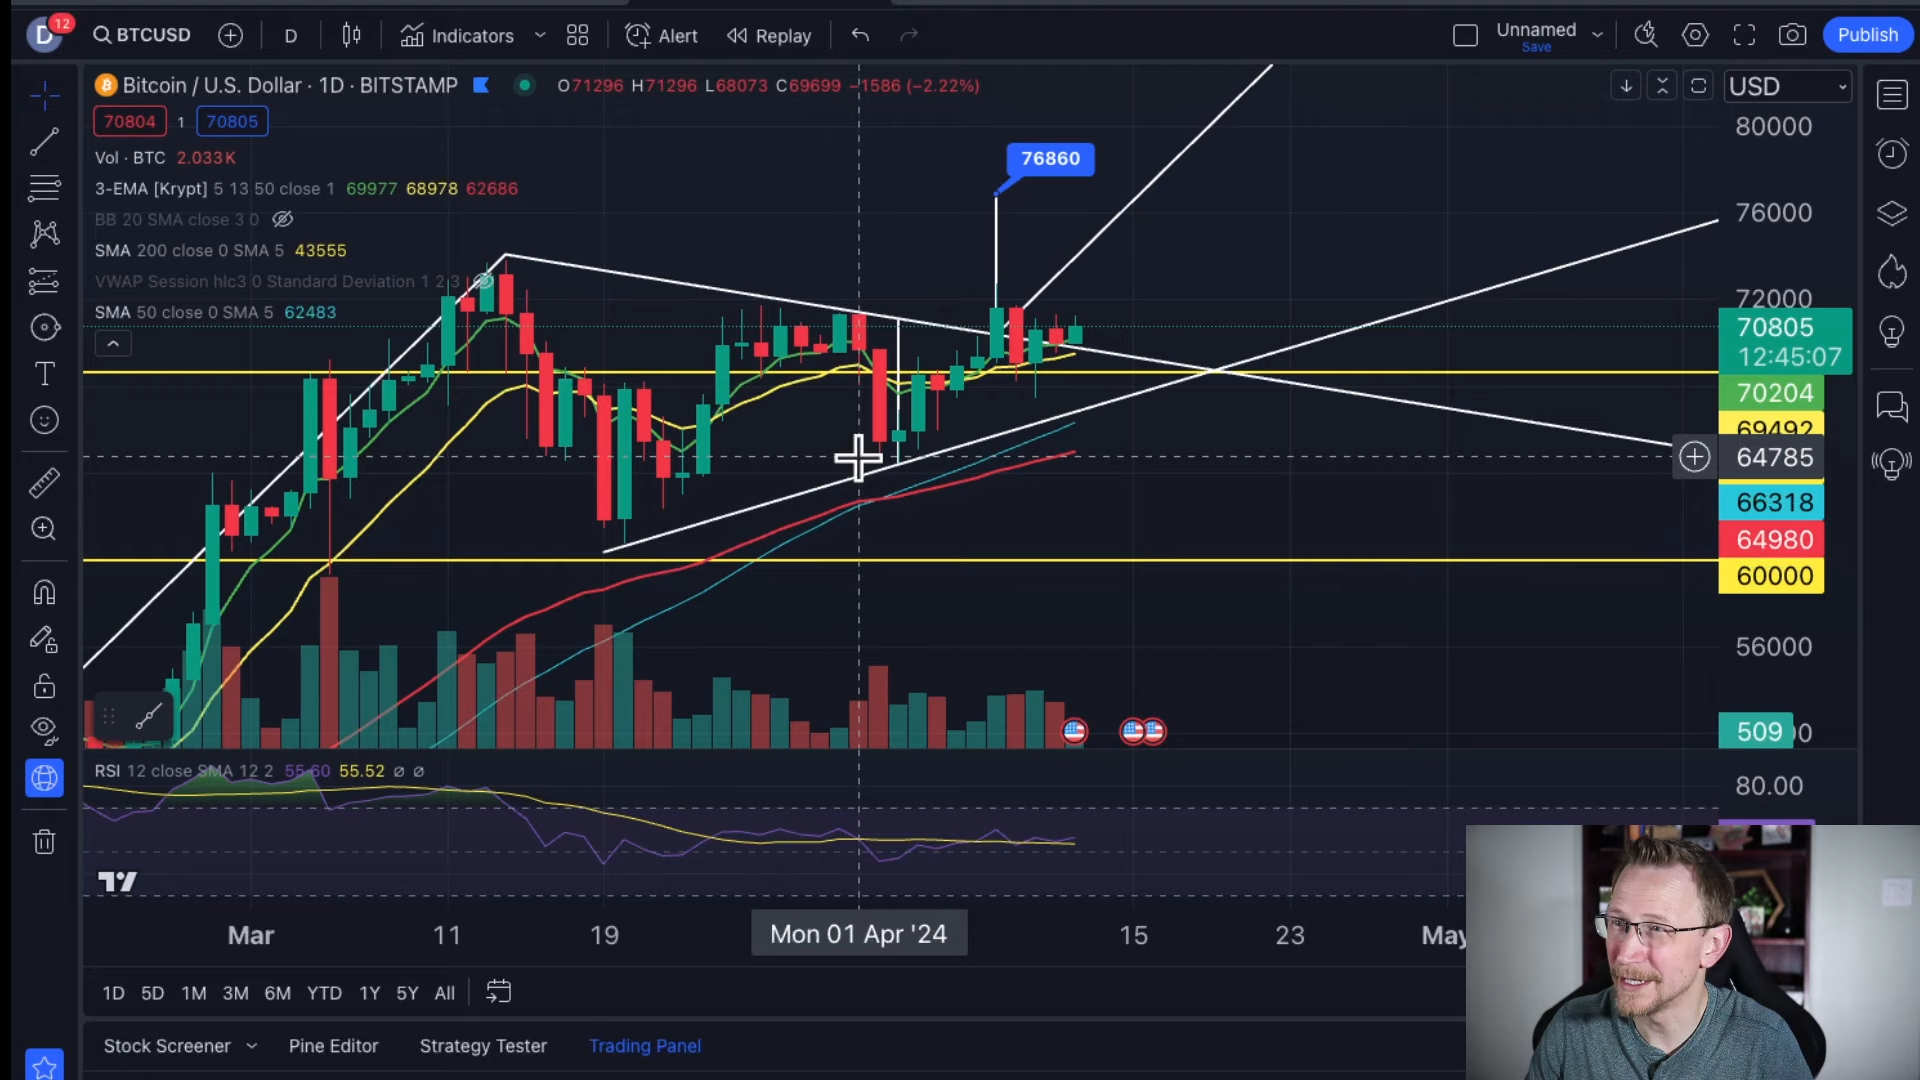 D 12 BTCUSD D Indicators Alert Replay Unnamed Save Publish
Bitcoin / U.S. Dollar · 1D · BITSTAMP O71296 H71296 L68073 C69699 −1586 (−2.22%) USD
70804 1 70805
Vol · BTC 2.033K
3-EMA [Krypt] 5 13 50 close 1 69977 68978 62686
BB 20 SMA close 3 0
SMA 200 close 0 SMA 5 43555
VWAP Session hlc3 0 Standard Deviation 1 2 3
SMA 50 close 0 SMA 5 62483
76860
80000
76000
72000
70805
12:45:07
70204
69492
64785
66318
64980
60000
56000
509
RSI 12 close SMA 12 2 55.60 55.52 ∅ ∅
80.00
Mar 11 19 Mon 01 Apr '24 15 23 May
1D 5D 1M 3M 6M YTD 1Y 5Y All
Stock Screener Pine Editor Strategy Tester Trading Panel